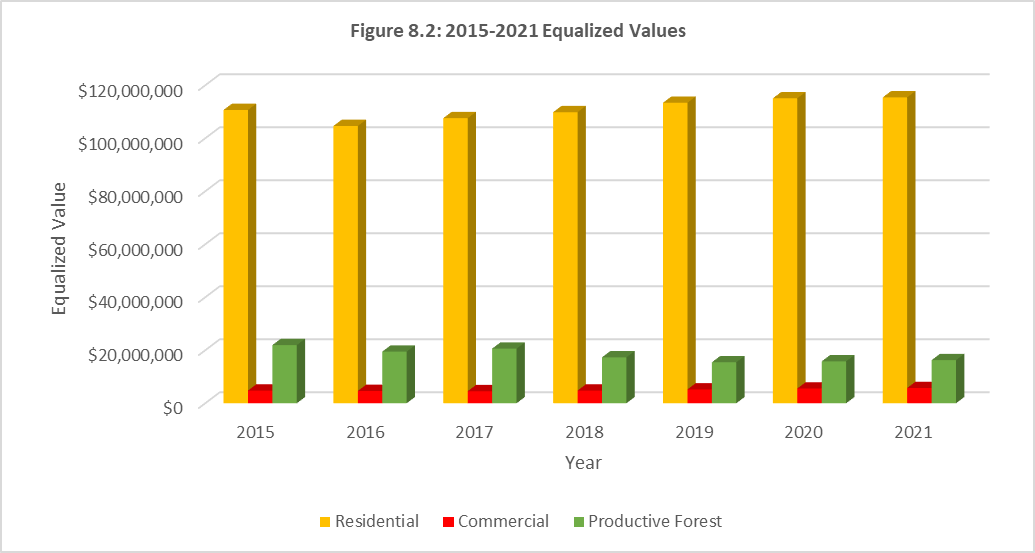 Figure 8.2: 2015-2021 Equalized Values
$120,000,000
$100,000,000
$80,000,000
$60,000,000
$40,000,000
$20,000,000
$0
Equalized Value
2015 2016 2017 2018 2019 2020 2021
Year
Residential Commercial Productive Forest